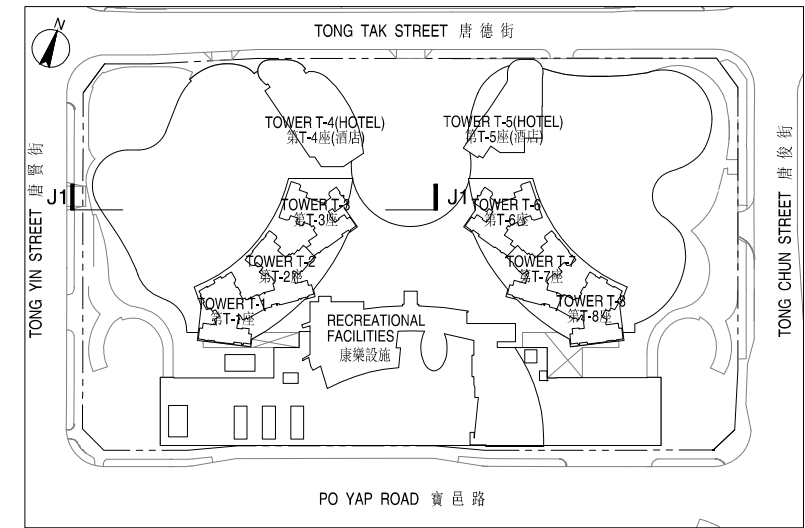 N
TONG TAK STREET 唐德街
TOWER T-4(HOTEL)
第T-4座(酒店)
TOWER T-5(HOTEL)
第T-5座(酒店)
TONG YIN STREET 唐賢街
J1
J1
TONG CHUN STREET 唐俊街
TOWER T-3
第T-3座
TOWER T-6
第T-6座
TOWER T-2
第T-2座
TOWER T-7
第T-7座
TOWER T-1
第T-1座
TOWER T-8
第T-8座
RECREATIONAL
FACILITIES
康樂設施
PO YAP ROAD 寶邑路